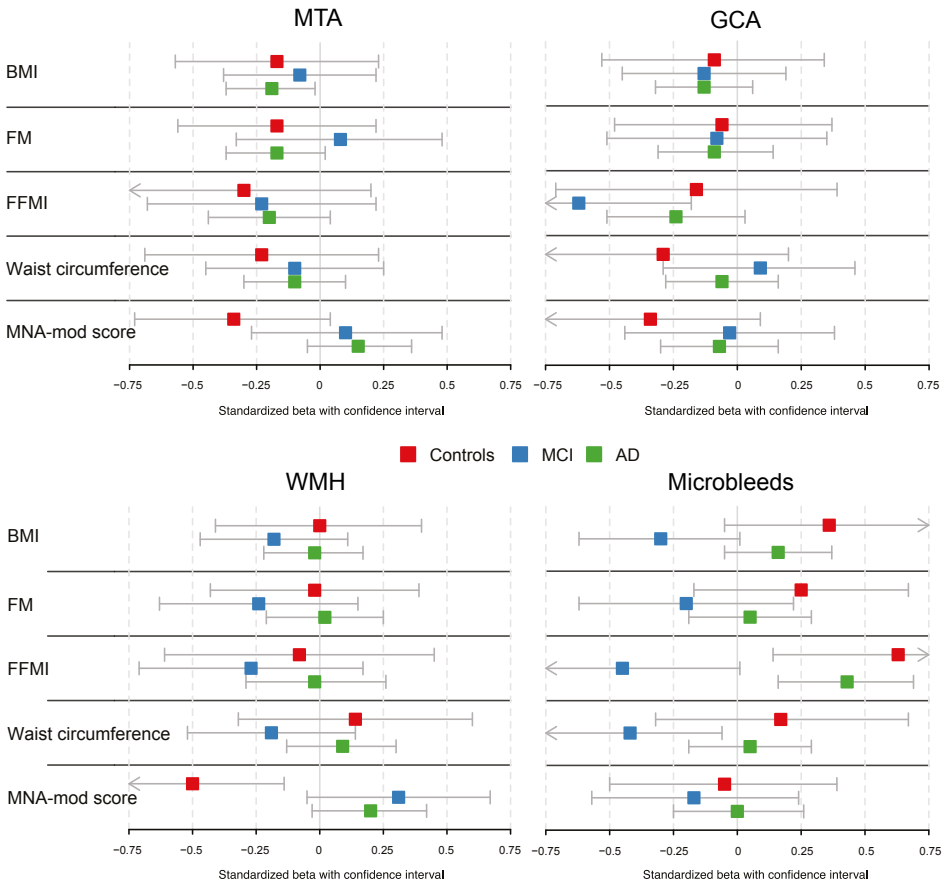 MTA GCA
BMI
FM
FFMI
Waist circumference
MNA-mod score
−0.75 −0.5 −0.25 0 0.25 0.5 0.75 −0.75 −0.5 −0.25 0 0.25 0.5 0.75
Standardized beta with confidence interval Standardized beta with confidence interval
Controls MCI AD
WMH Microbleeds
BMI
FM
FFMI
Waist circumference
MNA-mod score
−0.75 −0.5 −0.25 0 0.25 0.5 0.75 −0.75 −0.5 −0.25 0 0.25 0.5 0.75
Standardized beta with confidence interval Standardized beta with confidence interval